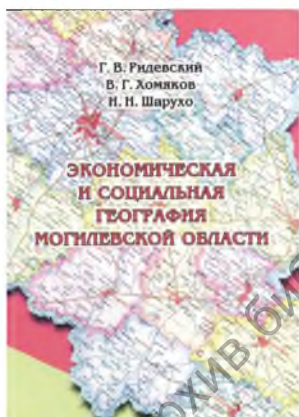 Г. В. Ридевский
В. Г. Хомяков
И. Н. Шарухо
ЭКОНОМИЧЕСКАЯ
И СОЦИАЛЬНАЯ
ГЕОГРАФИЯ
МОГИЛЕВСКОЙ ОБЛАСТИ